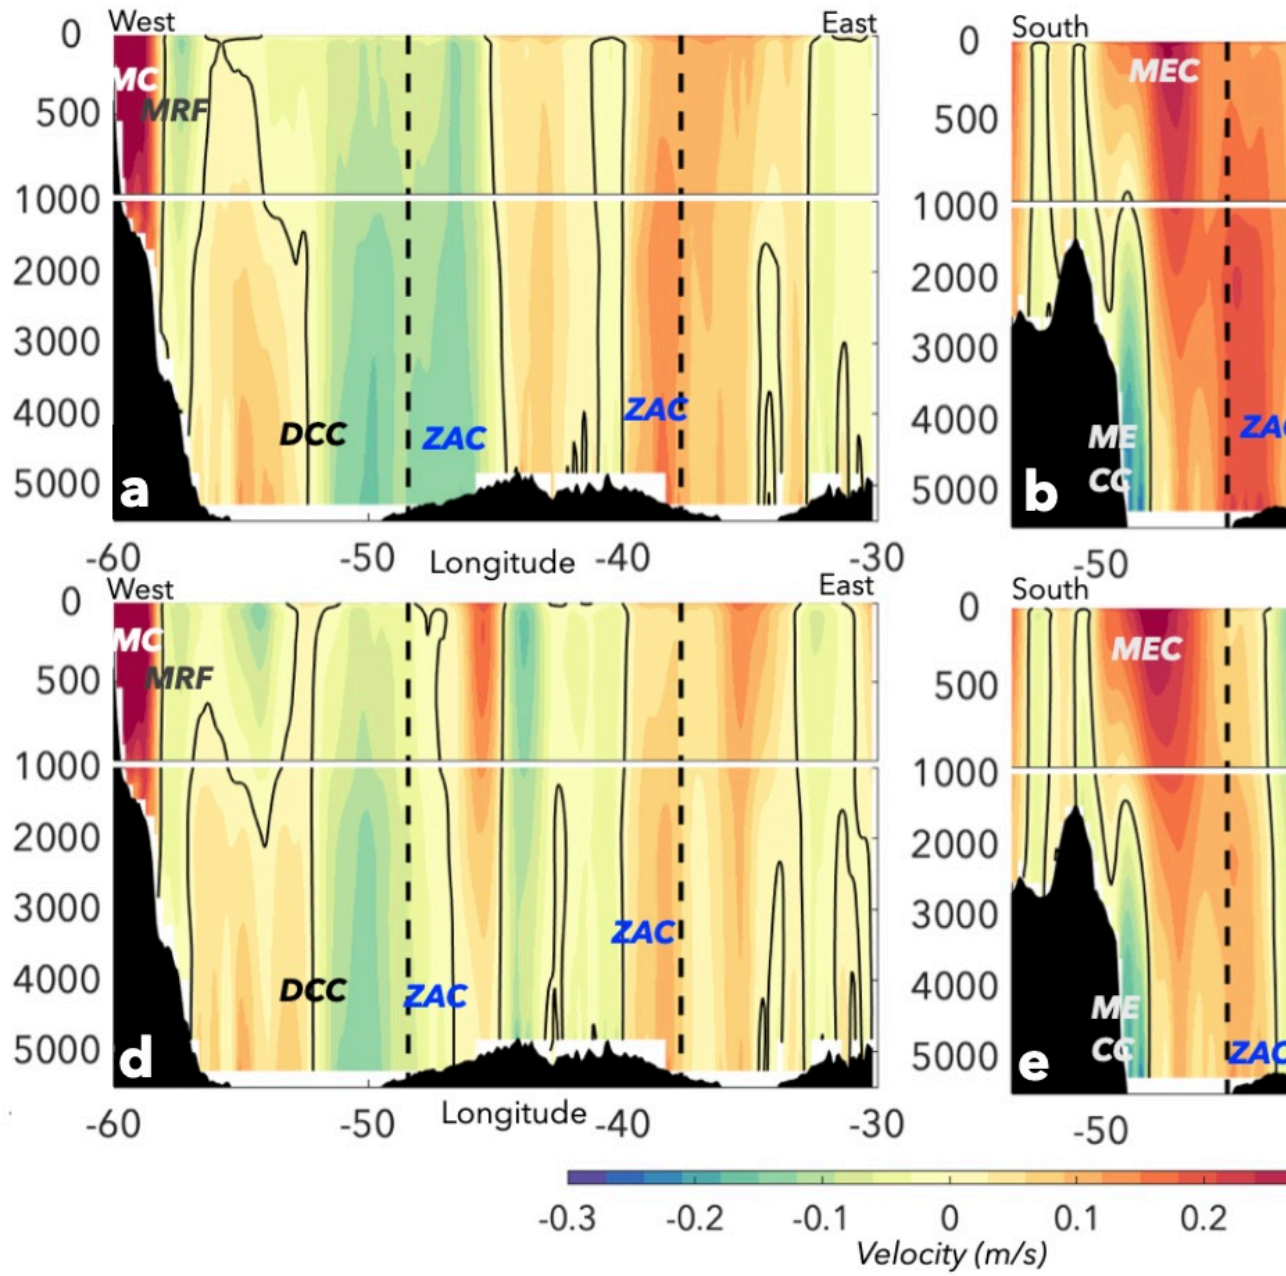 West East
0
MC
MRF
500
1000
2000
3000
4000
5000
DCC ZAC ZAC
a
-60 -50 Longitude -40 -30
South
0
MEC
500
1000
2000
3000
4000
5000
ME
CC
ZAC
b
-50
West East
0
MC
MRF
500
1000
2000
3000
4000
5000
DCC ZAC ZAC
d
-60 -50 Longitude -40 -30
South
0
MEC
500
1000
2000
3000
4000
5000
ME
CC
ZAC
e
-50
-0.3 -0.2 -0.1 0 0.1 0.2
Velocity (m/s)